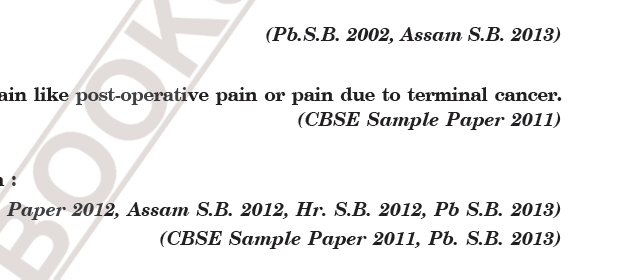 (Pb.S.B. 2002, Assam S.B. 2013)
ain like post-operative pain or pain due to terminal cancer.
(CBSE Sample Paper 2011)
n :
Paper 2012, Assam S.B. 2012, Hr. S.B. 2012, Pb S.B. 2013)
(CBSE Sample Paper 2011, Pb. S.B. 2013)
BOOK